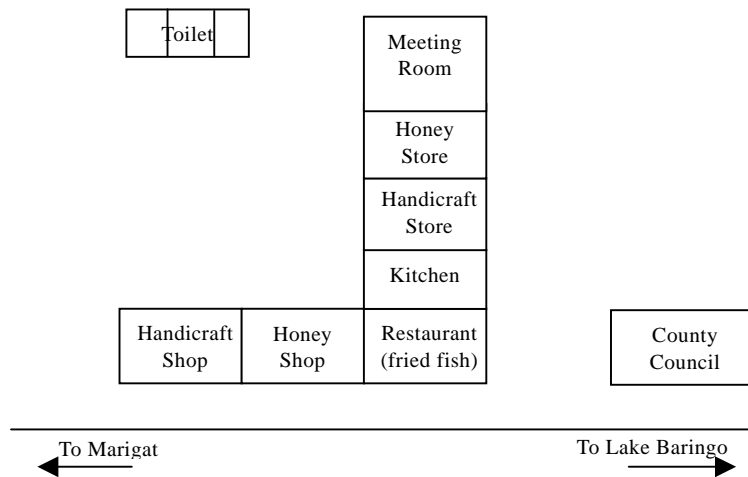 Toilet
Meeting
Room
Honey
Store
Handicraft
Store
Kitchen
Handicraft
Shop
Honey
Shop
Restaurant
(fried fish)
County
Council
To Marigat
To Lake Baringo